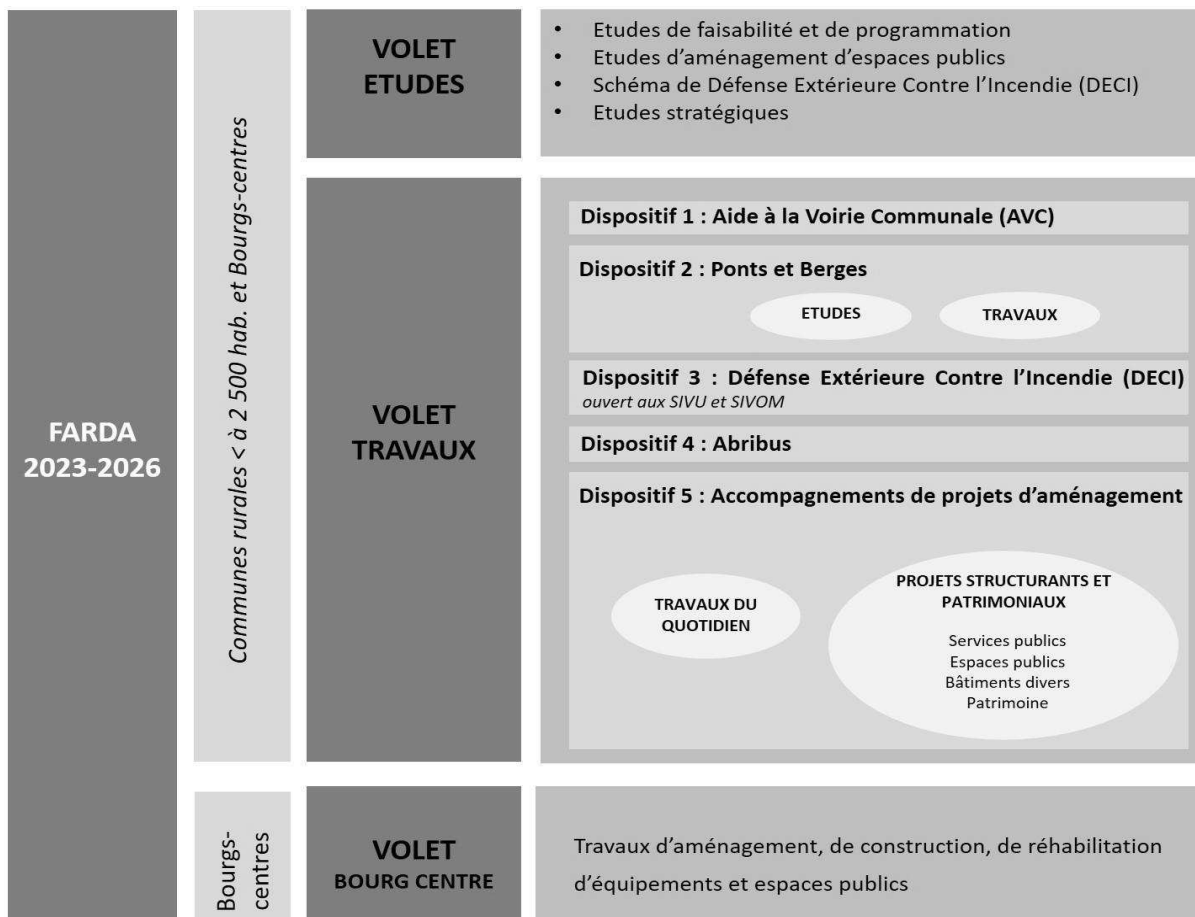 FARDA
2023-2026
Communes rurales < à 2 500 hab. et Bourgs-centres
VOLET
ETUDES
• Etudes de faisabilité et de programmation
• Etudes d’aménagement d’espaces publics
• Schéma de Défense Extérieure Contre l’Incendie (DECI)
• Etudes stratégiques
VOLET
TRAVAUX
Dispositif 1 : Aide à la Voirie Communale (AVC)
Dispositif 2 : Ponts et Berges
ETUDES
TRAVAUX
Dispositif 3 : Défense Extérieure Contre l’Incendie (DECI)
ouvert aux SIVU et SIVOM
Dispositif 4 : Abribus
Dispositif 5 : Accompagnements de projets d’aménagement
TRAVAUX DU
QUOTIDIEN
PROJETS STRUCTURANTS ET
PATRIMONIAUX
Services publics
Espaces publics
Bâtiments divers
Patrimoine
Bourgs-
centres
VOLET
BOURG CENTRE
Travaux d’aménagement, de construction, de réhabilitation
d’équipements et espaces publics